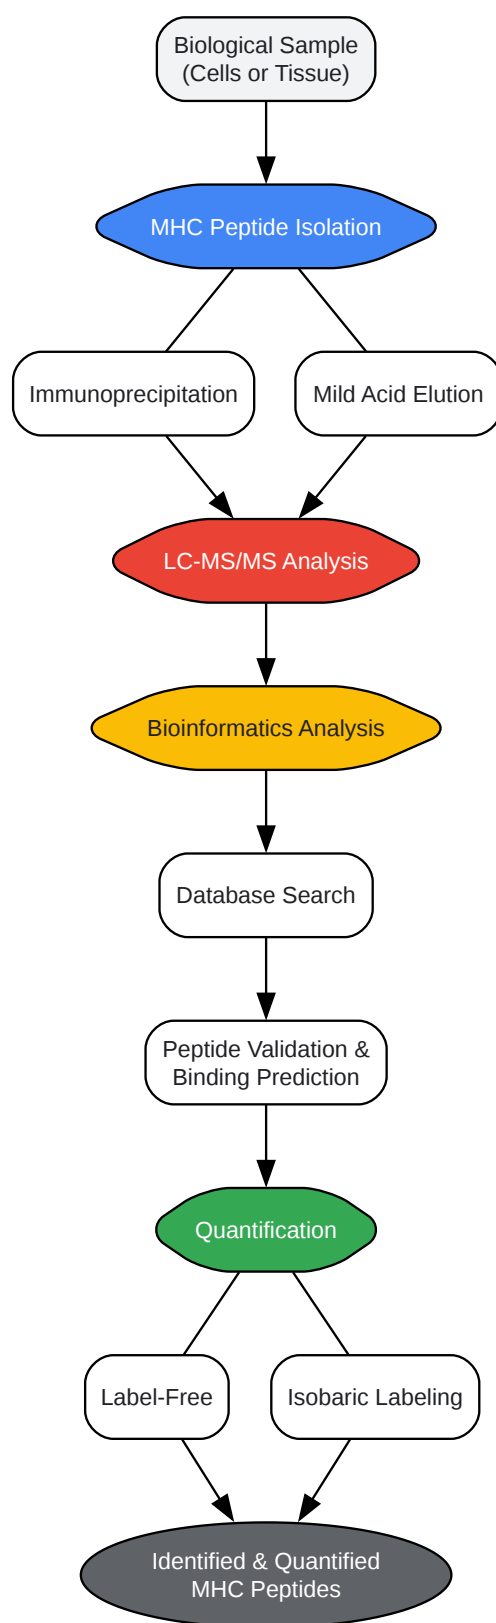 Biological Sample
(Cells or Tissue)
MHC Peptide Isolation
Immunoprecipitation
Mild Acid Elution
LC-MS/MS Analysis
Bioinformatics Analysis
Database Search
Peptide Validation &
Binding Prediction
Quantification
Label-Free
Isobaric Labeling
Identified & Quantified
MHC Peptides